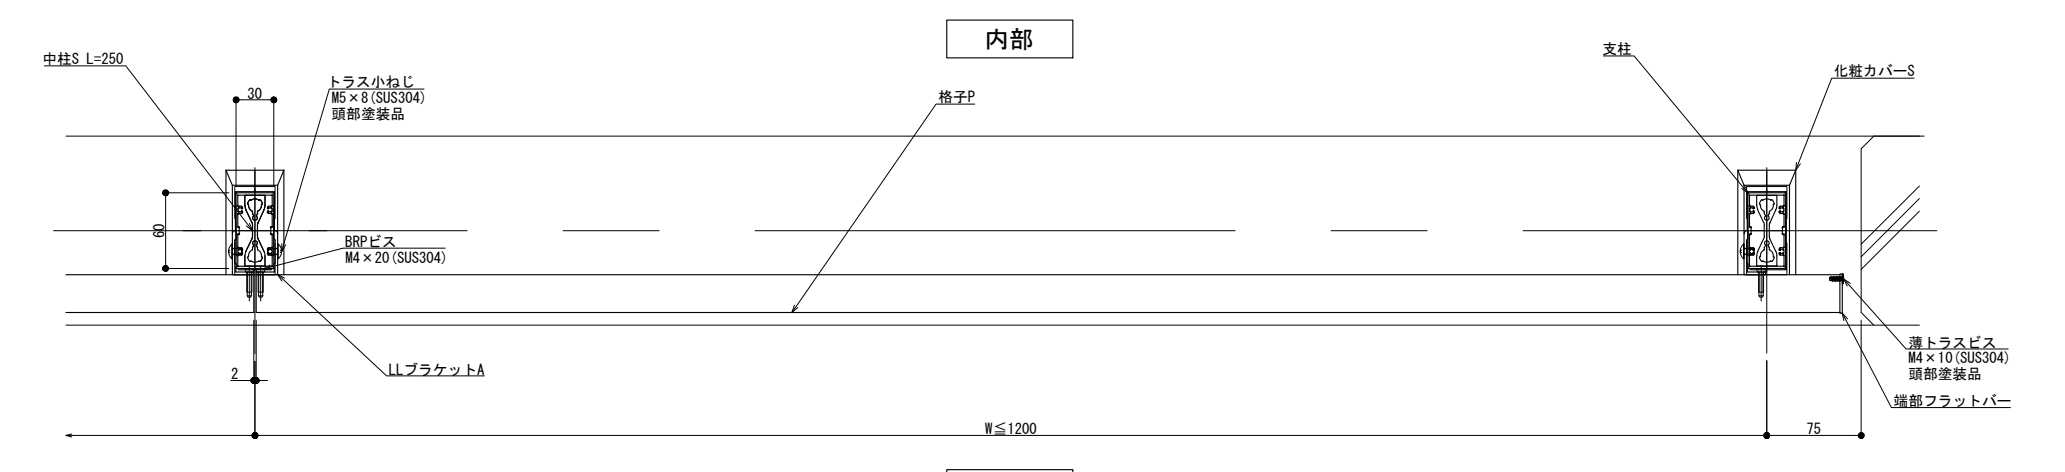 内部
中柱S L=250
トラス小ねじ
M5×8(SUS304)
頭部塗装品
30
格子P
支柱
化粧カバーS
60
BRPビス
M4×20(SUS304)
LLブラケットA
2
薄トラスビス
M4×10(SUS304)
頭部塗装品
端部フラットバー
W≦1200
75